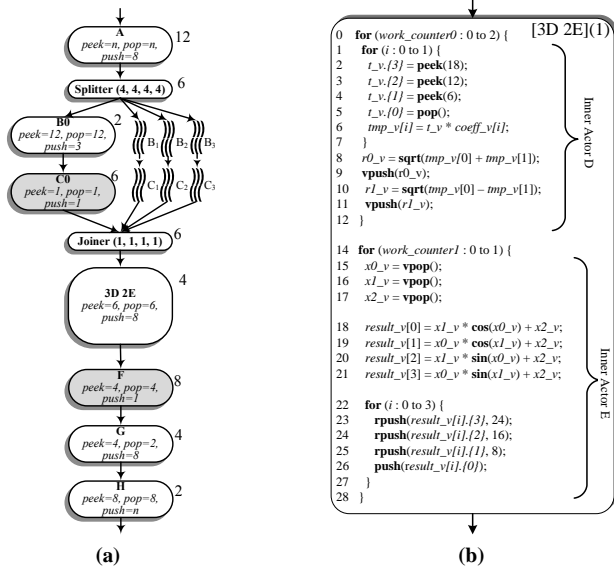 A
peek=n, pop=n,
push=8
12
Splitter (4, 4, 4, 4)
6
B0
peek=12, pop=12,
push=3
2
B1
B2
B3
C0
peek=1, pop=1,
push=1
6
C1
C2
C3
Joiner (1, 1, 1, 1)
6
3D 2E
peek=6, pop=6,
push=8
4
F
peek=4, pop=4,
push=1
8
G
peek=4, pop=2,
push=8
4
H
peek=8, pop=8,
push=n
2
(a)
[3D 2E](1)
0 for (work_counter0 : 0 to 2) {
1 for (i : 0 to 1) {
2 t_v.{3} = peek(18);
3 t_v.{2} = peek(12);
4 t_v.{1} = peek(6);
5 t_v.{0} = pop();
6 tmp_v[i] = t_v * coeff_v[i];
7 }
8 r0_v = sqrt(tmp_v[0] + tmp_v[1]);
9 vpush(r0_v);
10 r1_v = sqrt(tmp_v[0] – tmp_v[1]);
11 vpush(r1_v);
12 }
Inner Actor D
14 for (work_counter1 : 0 to 1) {
15 x0_v = vpop();
16 x1_v = vpop();
17 x2_v = vpop();
18 result_v[0] = x1_v * cos(x0_v) + x2_v;
19 result_v[1] = x0_v * cos(x1_v) + x2_v;
20 result_v[2] = x1_v * sin(x0_v) + x2_v;
21 result_v[3] = x0_v * sin(x1_v) + x2_v;
22 for (i : 0 to 3) {
23 rpush(result_v[i].{3}, 24);
24 rpush(result_v[i].{2}, 16);
25 rpush(result_v[i].{1}, 8);
26 push(result_v[i].{0});
27 }
28 }
Inner Actor E
(b)